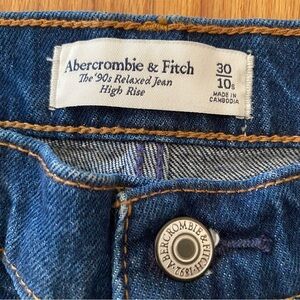 Abercrombie & Fitch
The '90s Relaxed Jean
High Rise
30
10s
MADE IN
CAMBODIA
ABERCROMBIE & FITCH · 1892 ·